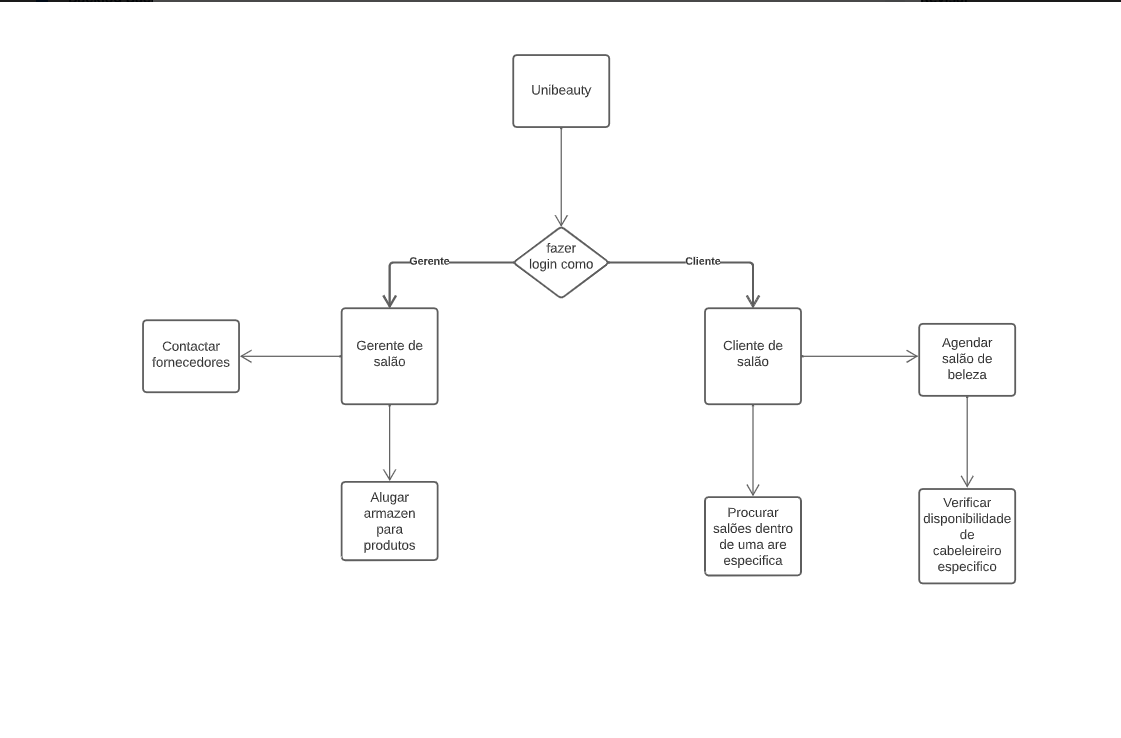 Unibeauty
fazer
login como
Gerente
Cliente
Contactar
fornecedores
Gerente de
salão
Cliente de
salão
Agendar
salão de
beleza
Alugar
armazen
para
produtos
Procurar
salões dentro
de uma are
especifica
Verificar
disponibilidade
de
cabeleireiro
especifico